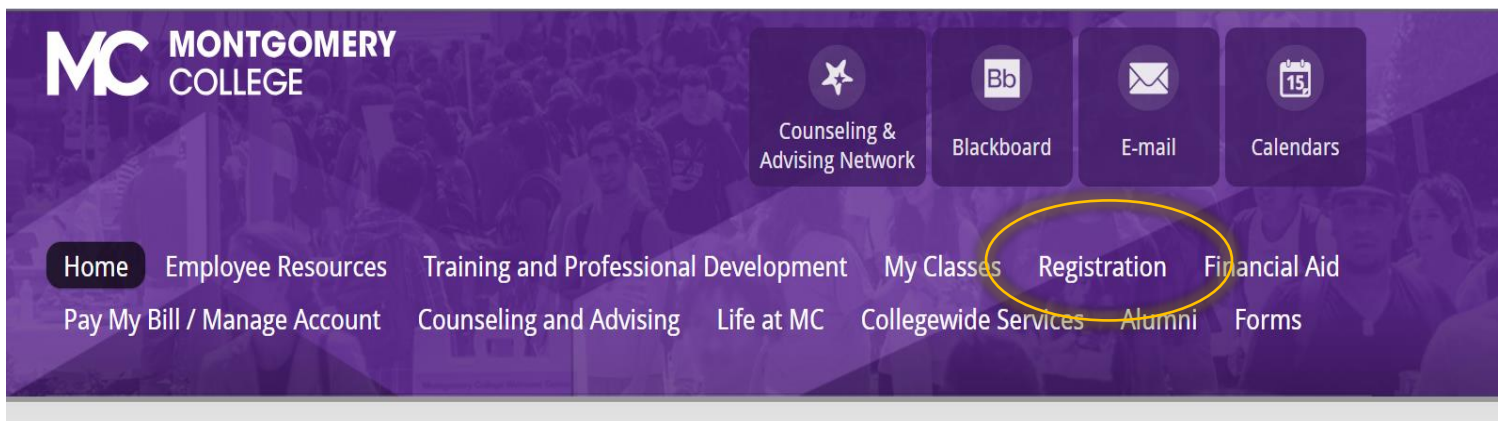 MC MONTGOMERY
COLLEGE
Counseling &
Advising Network
Bb
Blackboard
E-mail
15
Calendars
Home Employee Resources Training and Professional Development My Classes Registration Financial Aid
Pay My Bill / Manage Account Counseling and Advising Life at MC Collegewide Services Alumni Forms